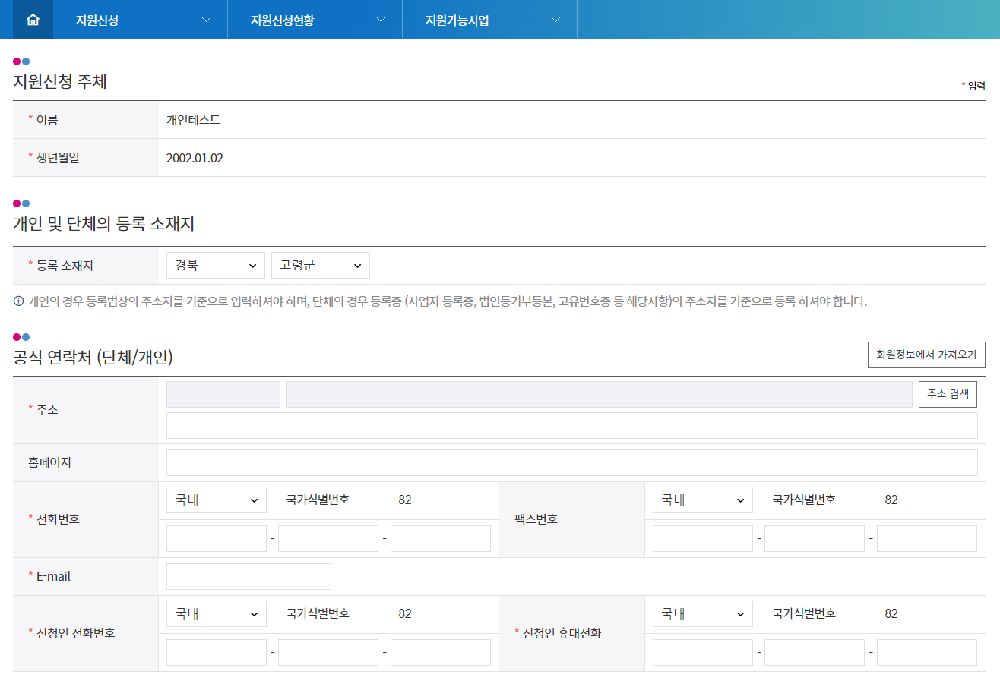 지원신청 지원신청현황 지원가능사업
지원신청 주체
* 입력
* 이름 개인테스트
* 생년월일 2002.01.02
개인 및 단체의 등록 소재지
* 등록 소재지 경북 고령군
개인의 경우 등록법상의 주소지를 기준으로 입력하셔야 하며, 단체의 경우 등록증 (사업자 등록증, 법인등기부등본, 고유번호증 등 해당사항)의 주소지를 기준으로 등록 하셔야 합니다.
공식 연락처 (단체/개인) 회원정보에서 가져오기
* 주소 주소 검색
홈페이지
* 전화번호 국내 국가식별번호 82 팩스번호 국내 국가식별번호 82
- - - -
* E-mail
* 신청인 전화번호 국내 국가식별번호 82 * 신청인 휴대전화 국내 국가식별번호 82
- - - -